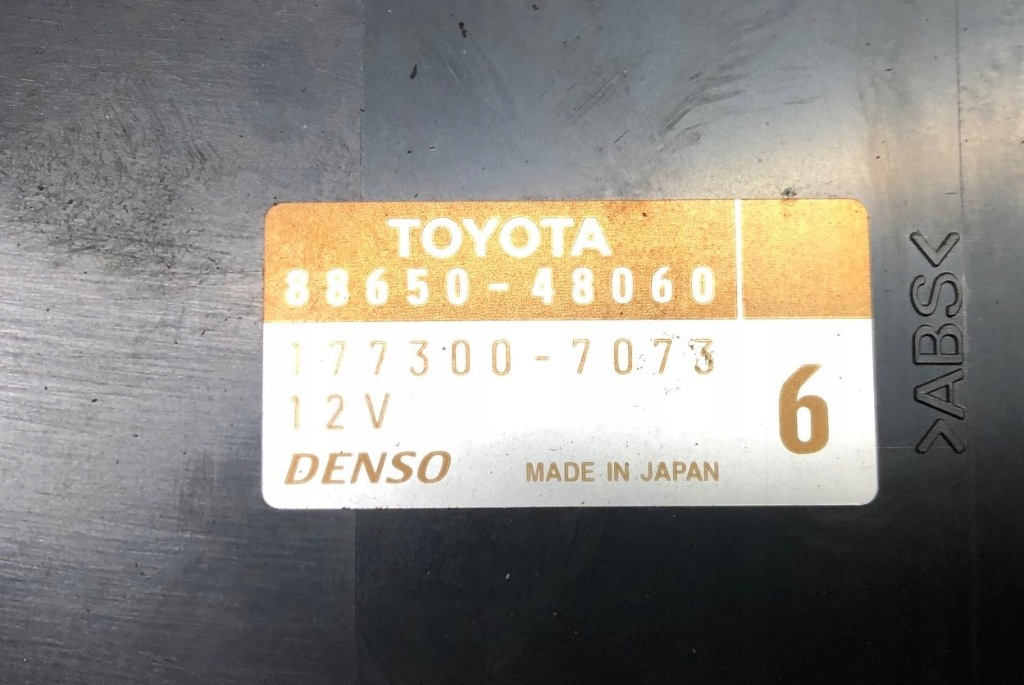 TOYOTA
88650-48060
177300-7073
12V
6
DENSO
MADE IN JAPAN
>ABS<